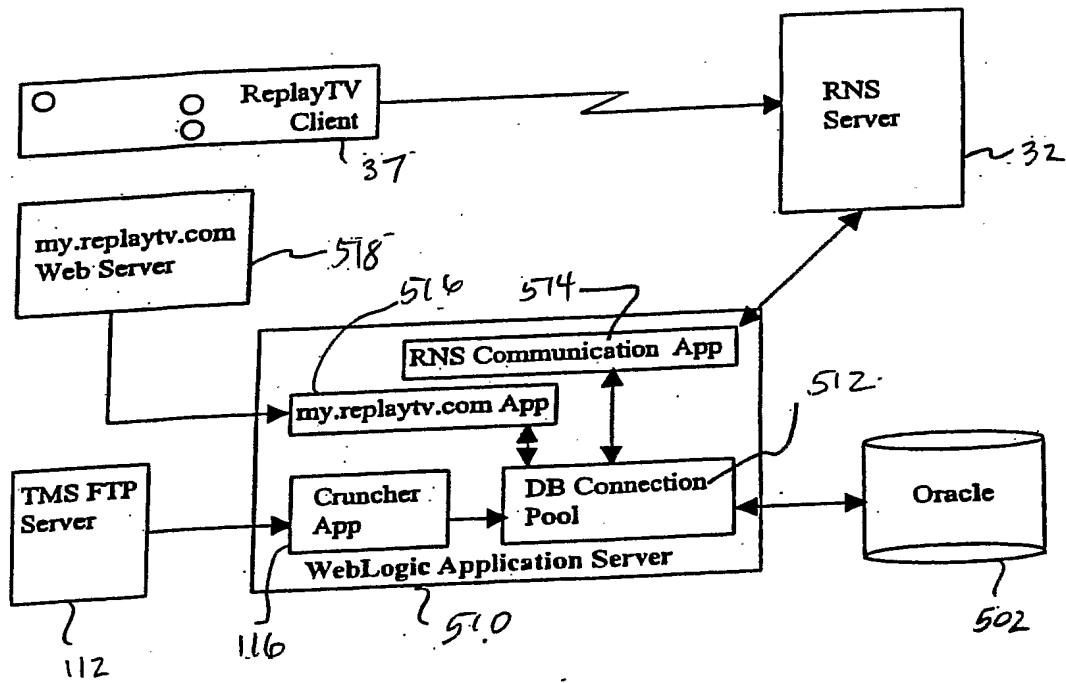 ReplayTV
Client
37
RNS
Server
32
my.replaytv.com
Web Server
518
516
514
RNS Communication App
my.replaytv.com App
512
TMS FTP
Server
Cruncher
App
DB Connection
Pool
Oracle
WebLogic Application Server
112
116
510
502